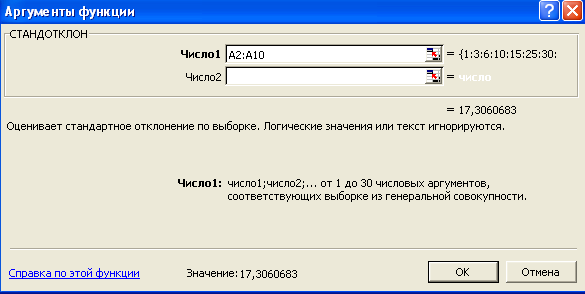 Аргументы функции
СТАНДОТКЛОН
Число1 A2:A10 = {1:3:6:10:15:25:30:
Число2 = число
= 17,3060683
Оценивает стандартное отклонение по выборке. Логические значения или текст игнорируются.
Число1: число1;число2;... от 1 до 30 числовых аргументов,
соответствующих выборке из генеральной совокупности.
Справка по этой функции Значение:17,3060683 ОК Отмена